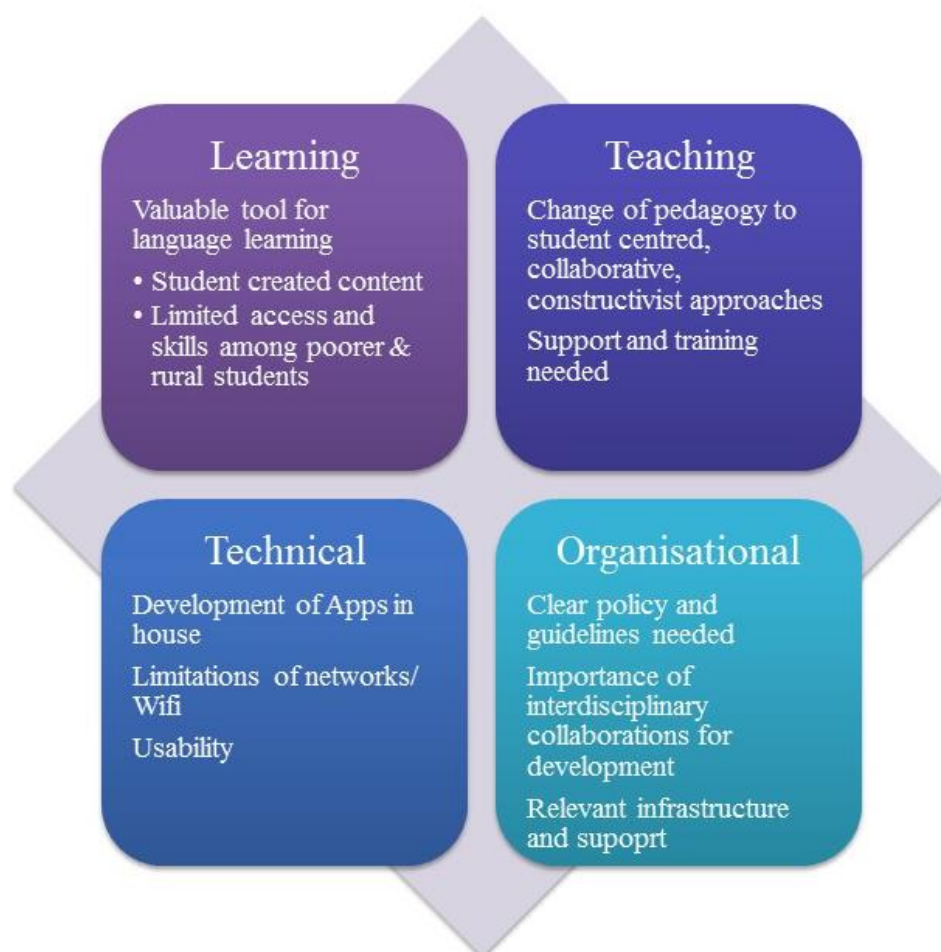 Learning
Valuable tool for
language learning
• Student created content
• Limited access and
skills among poorer &
rural students
Teaching
Change of pedagogy to
student centred,
collaborative,
constructivist approaches
Support and training
needed
Technical
Development of Apps in
house
Limitations of networks/
Wifi
Usability
Organisational
Clear policy and
guidelines needed
Importance of
interdisciplinary
collaborations for
development
Relevant infrastructure
and supoprt